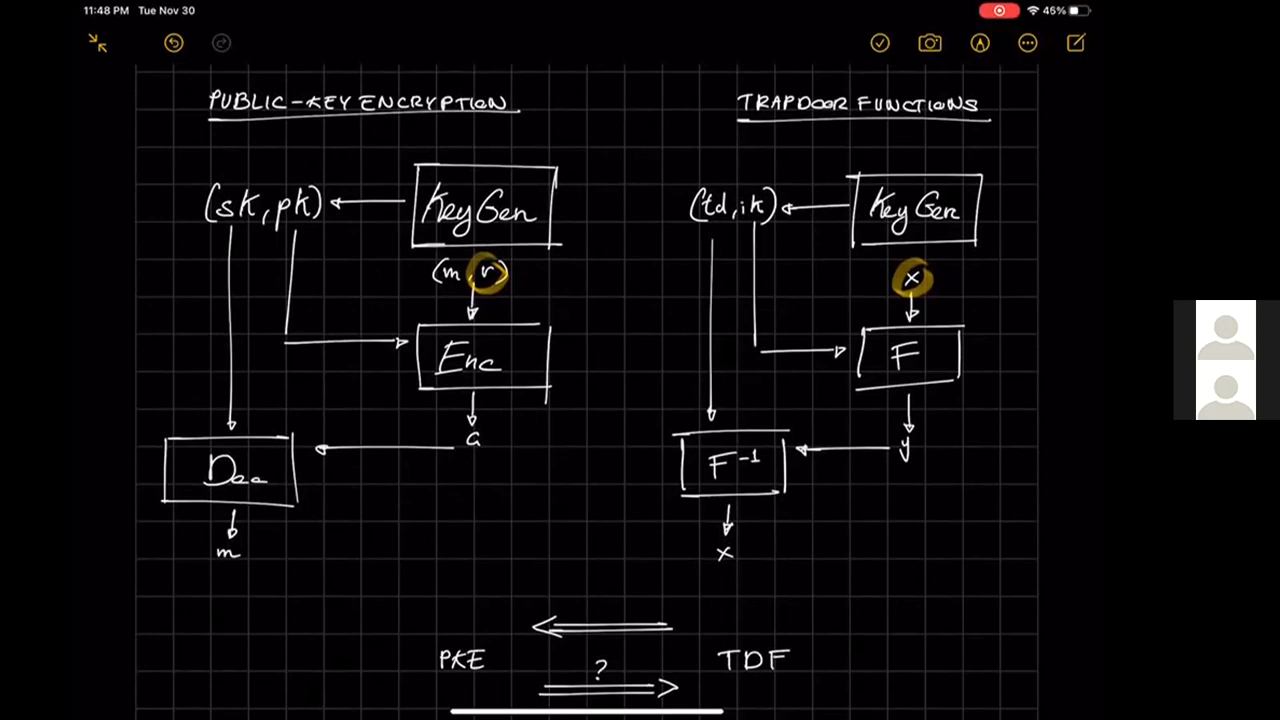 11:48 PM Tue Nov 30
45%
PUBLIC-KEY ENCRYPTION
TRAPDOOR FUNCTIONS
(sk, pk)
KeyGen
(td, ik)
KeyGen
(m, r)
x
Enc
F
c
y
Dec
F⁻¹
m
x
PKE
?
TDF